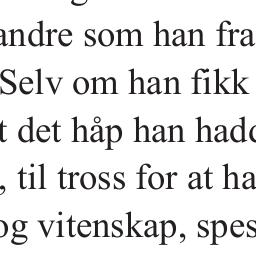 andre som han fra
Selv om han fikk
t det håp han hadd
, til tross for at ha
og vitenskap, spes